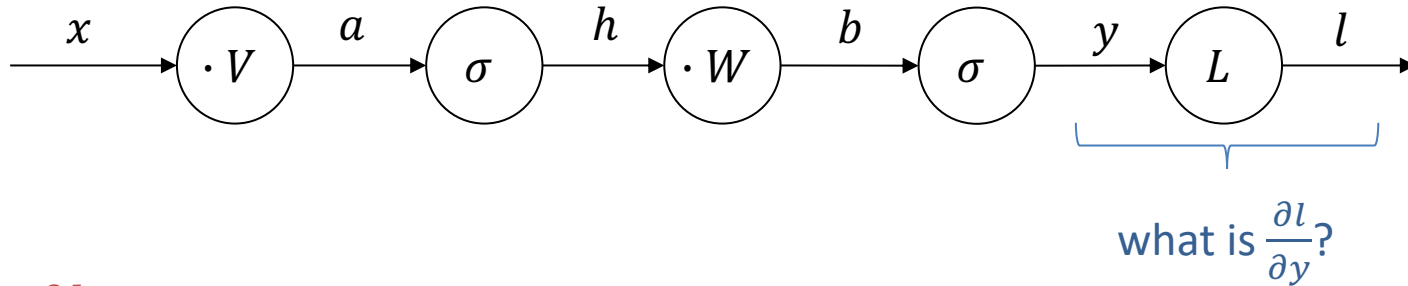 x a h b y l
· V σ · W σ L
what is ∂l/∂y?